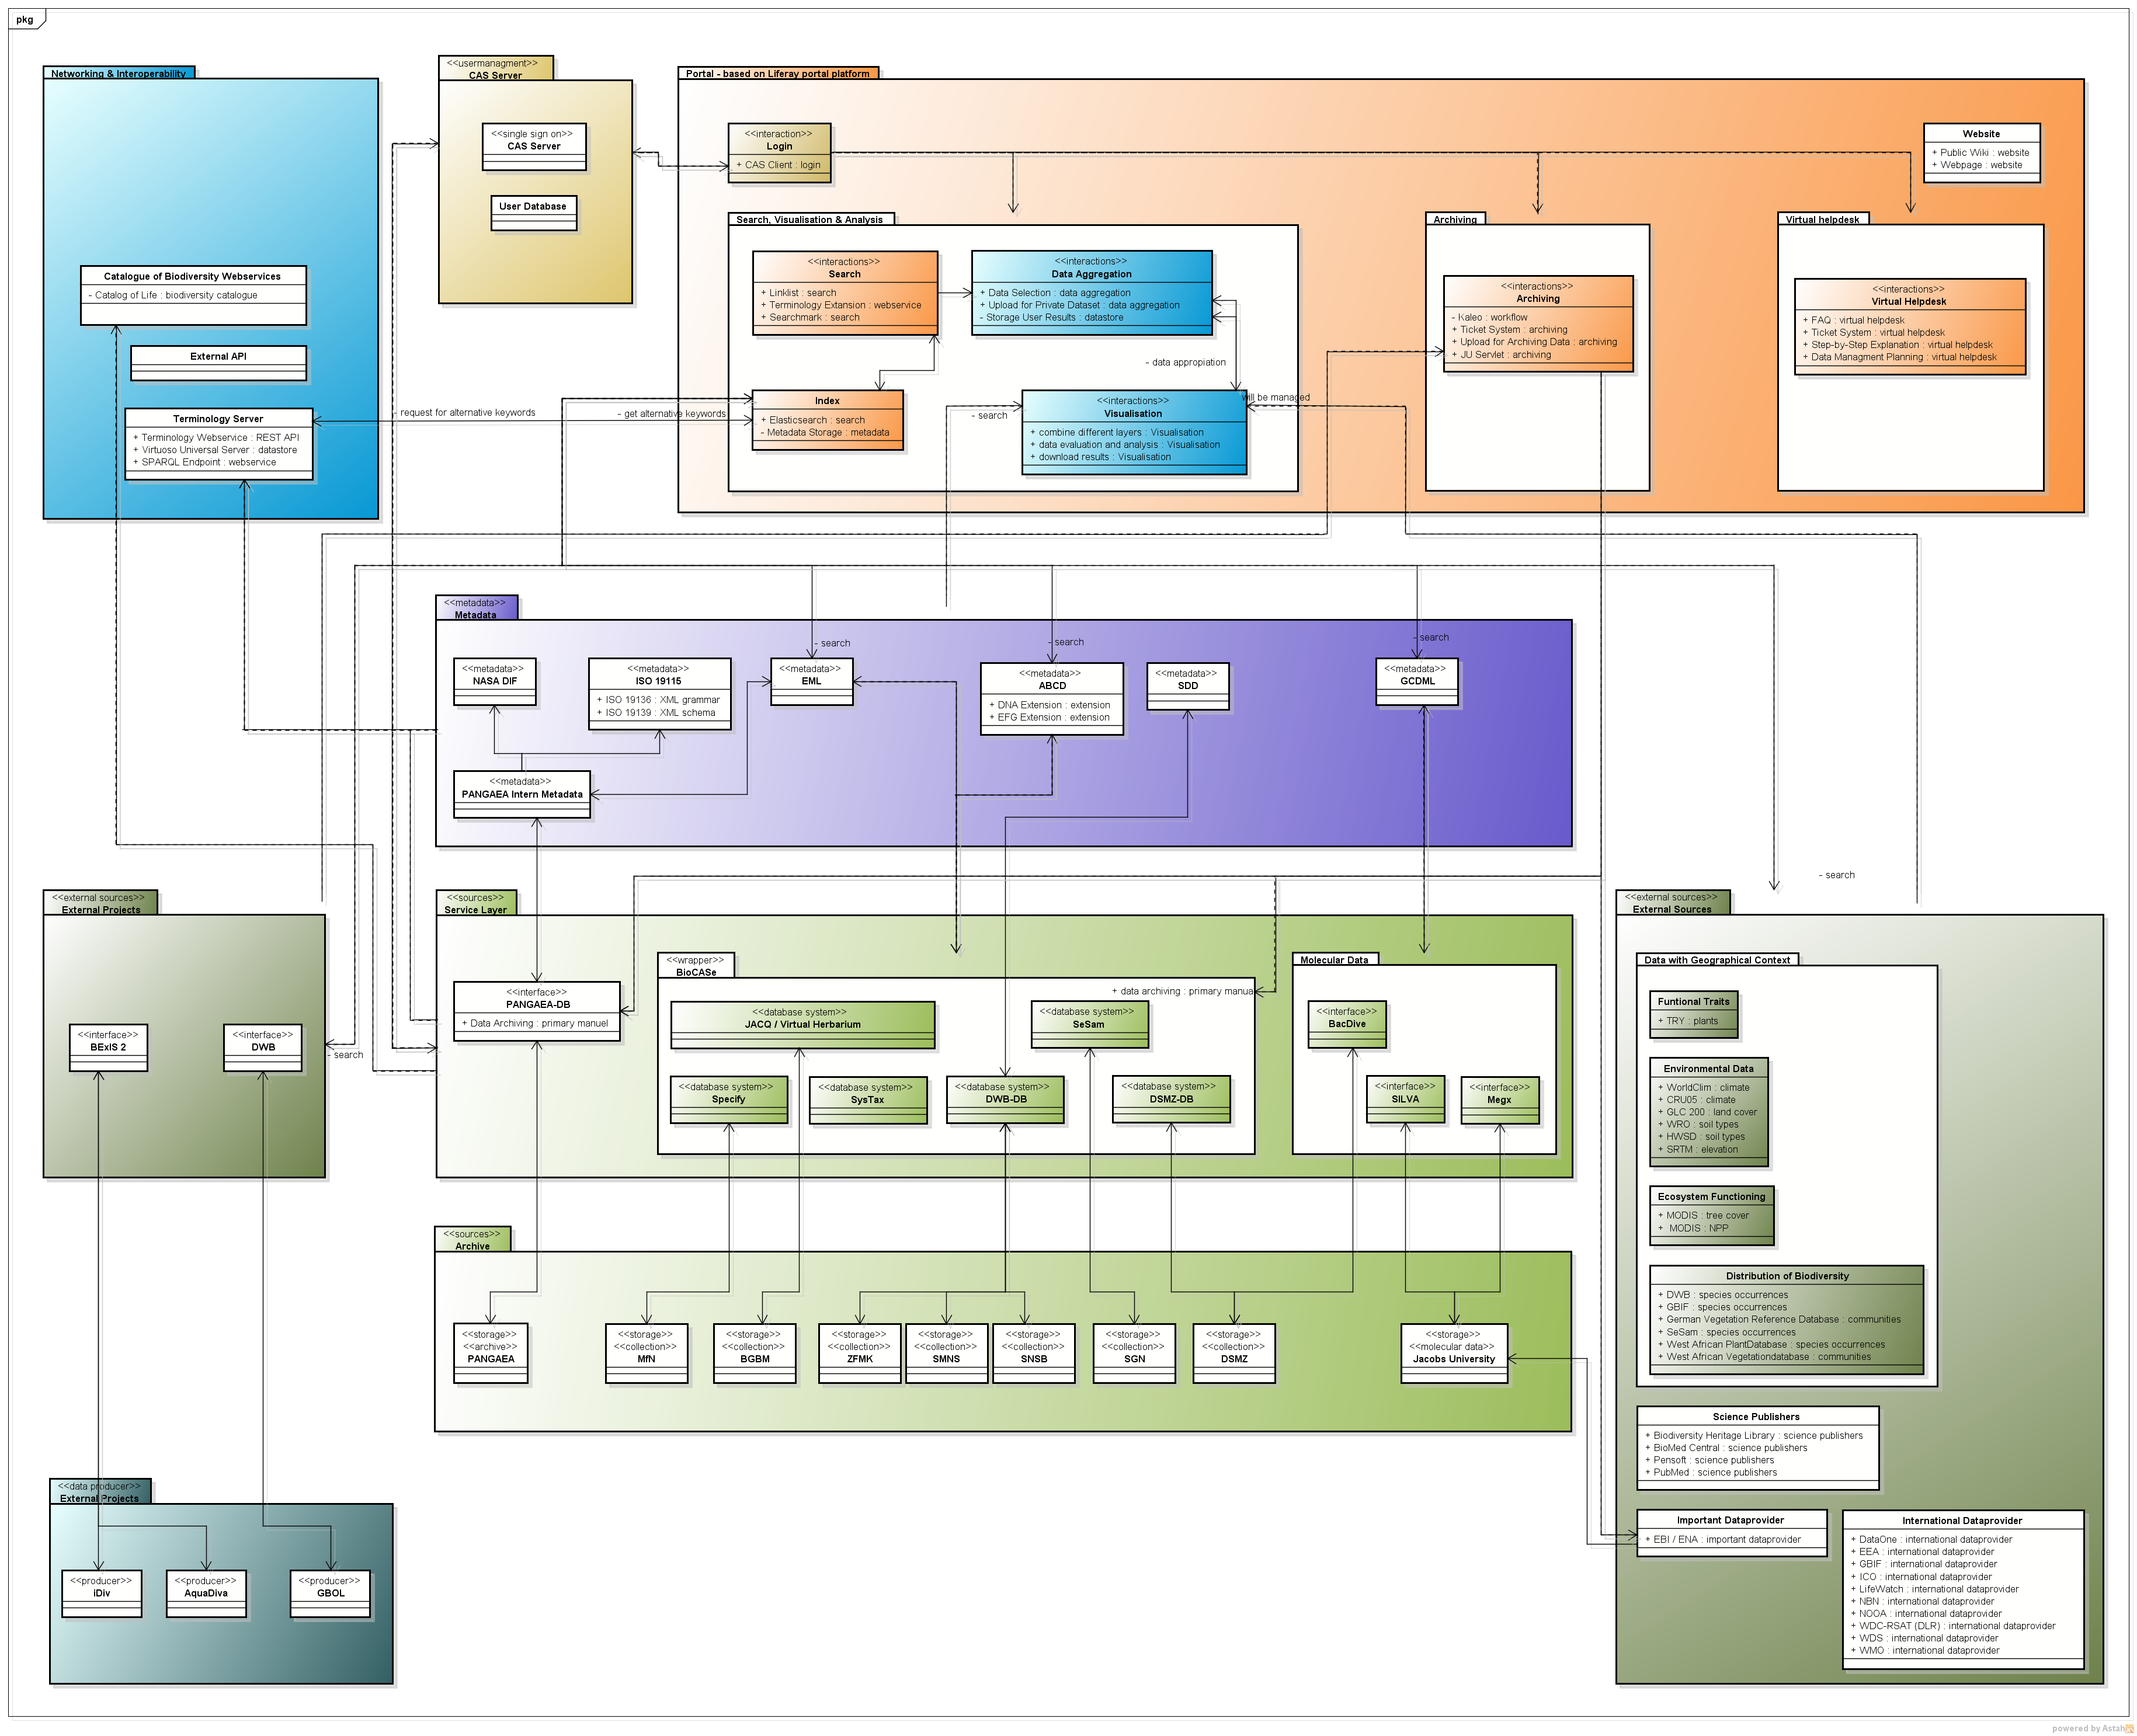 pkg
Networking & Interoperability
Catalogue of Biodiversity Webservices
- Catalog of Life : biodiversity catalogue
External API
Terminology Server
+ Terminology Webservice : REST API
+ Virtuoso Universal Server : datastore
+ SPARQL Endpoint : webservice
<<usermanagment>>
CAS Server
<<single sign on>>
CAS Server
User Database
Portal - based on Liferay portal platform
<<interaction>>
Login
+ CAS Client : login
Website
+ Public Wiki : website
+ Webpage : website
Search, Visualisation & Analysis
<<interactions>>
Search
+ Linklist : search
+ Terminology Extansion : webservice
+ Searchmark : search
<<interactions>>
Data Aggregation
+ Data Selection : data aggregation
+ Upload for Private Dataset : data aggregation
- Storage User Results : datastore
- data appropiation
Index
+ Elasticsearch : search
- Metadata Storage : metadata
<<interactions>>
Visualisation
+ combine different layers : Visualisation
+ data evaluation and analysis : Visualisation
+ download results : Visualisation
will be managed
- search
- request for alternative keywords
- get alternative keywords
Archiving
<<interactions>>
Archiving
- Kaleo : workflow
+ Ticket System : archiving
+ Upload for Archiving Data : archiving
+ JU Servlet : archiving
Virtual helpdesk
<<interactions>>
Virtual Helpdesk
+ FAQ : virtual helpdesk
+ Ticket System : virtual helpdesk
+ Step-by-Step Explanation : virtual helpdesk
+ Data Managment Planning : virtual helpdesk
<<metadata>>
Metadata
- search
- search
- search
<<metadata>>
NASA DIF
<<metadata>>
ISO 19115
+ ISO 19136 : XML grammar
+ ISO 19139 : XML schema
<<metadata>>
EML
<<metadata>>
ABCD
+ DNA Extension : extension
+ EFG Extension : extension
<<metadata>>
SDD
<<metadata>>
GCDML
<<metadata>>
PANGAEA Intern Metadata
<<external sources>>
External Projects
<<interface>>
BExIS 2
<<interface>>
DWB
- search
<<sources>>
Service Layer
<<interface>>
PANGAEA-DB
+ Data Archiving : primary manuel
<<wrapper>>
BioCASe
+ data archiving : primary manual
<<database system>>
JACQ / Virtual Herbarium
<<database system>>
SeSam
<<database system>>
Specify
<<database system>>
SysTax
<<database system>>
DWB-DB
<<database system>>
DSMZ-DB
Molecular Data
<<interface>>
BacDive
<<interface>>
SILVA
<<interface>>
Megx
<<sources>>
Archive
<<storage>>
<<archive>>
PANGAEA
<<storage>>
<<collection>>
MfN
<<storage>>
<<collection>>
BGBM
<<storage>>
<<collection>>
ZFMK
<<storage>>
<<collection>>
SMNS
<<storage>>
<<collection>>
SNSB
<<storage>>
<<collection>>
SGN
<<storage>>
<<collection>>
DSMZ
<<storage>>
<<molecular data>>
Jacobs University
<<data producer>>
External Projects
<<producer>>
iDiv
<<producer>>
AquaDiva
<<producer>>
GBOL
- search
<<external sources>>
External Sources
Data with Geographical Context
Funtional Traits
+ TRY : plants
Environmental Data
+ WorldClim : climate
+ CRU05 : climate
+ GLC 200 : land cover
+ WRO : soil types
+ HWSD : soil types
+ SRTM : elevation
Ecosystem Functioning
+ MODIS : tree cover
+ MODIS : NPP
Distribution of Biodiversity
+ DWB : species occurrences
+ GBIF : species occurrences
+ German Vegetation Reference Database : communities
+ SeSam : species occurrences
+ West African PlantDatabase : species occurrences
+ West African Vegetationdatabase : communities
Science Publishers
+ Biodiversity Heritage Library : science publishers
+ BioMed Central : science publishers
+ Pensoft : science publishers
+ PubMed : science publishers
Important Dataprovider
+ EBI / ENA : important dataprovider
International Dataprovider
+ DataOne : international dataprovider
+ EEA : international dataprovider
+ GBIF : international dataprovider
+ ICO : international dataprovider
+ LifeWatch : international dataprovider
+ NBN : international dataprovider
+ NOOA : international dataprovider
+ WDC-RSAT (DLR) : international dataprovider
+ WDS : international dataprovider
+ WMO : international dataprovider
powered by Astah